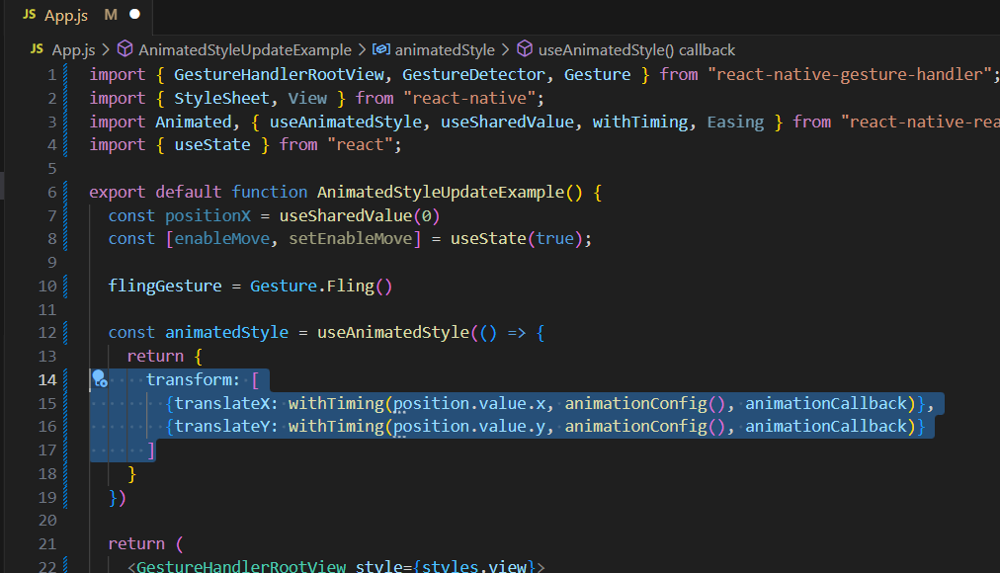 JS App.js M
JS App.js > AnimatedStyleUpdateExample > animatedStyle > useAnimatedStyle() callback
1 import { GestureHandlerRootView, GestureDetector, Gesture } from "react-native-gesture-handler";
2 import { StyleSheet, View } from "react-native";
3 import Animated, { useAnimatedStyle, useSharedValue, withTiming, Easing } from "react-native-rea
4 import { useState } from "react";
5
6 export default function AnimatedStyleUpdateExample() {
7 const positionX = useSharedValue(0)
8 const [enableMove, setEnableMove] = useState(true);
9
10 flingGesture = Gesture.Fling()
11
12 const animatedStyle = useAnimatedStyle(() => {
13 return {
14 transform: [
15 {translateX: withTiming(position.value.x, animationConfig(), animationCallback)},
16 {translateY: withTiming(position.value.y, animationConfig(), animationCallback)}
17 ]
18 }
19 })
20
21 return (
22 <GestureHandlerRootView style={styles.view}>